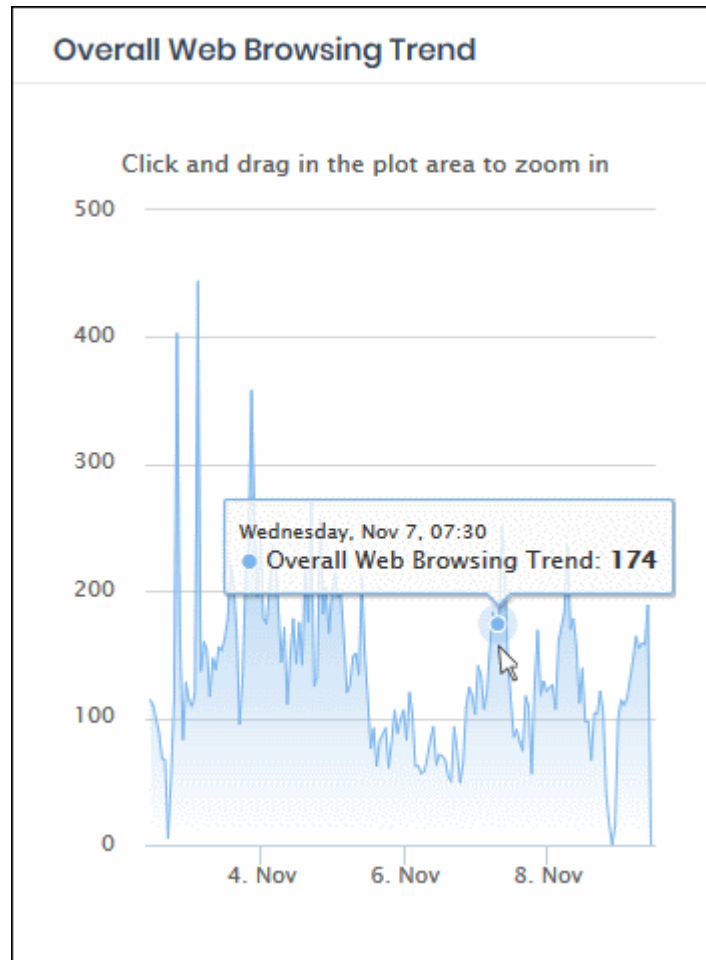 Overall Web Browsing Trend
Click and drag in the plot area to zoom in
500
400
300
Wednesday, Nov 7, 07:30
Overall Web Browsing Trend: 174
200
100
0
4. Nov 6. Nov 8. Nov